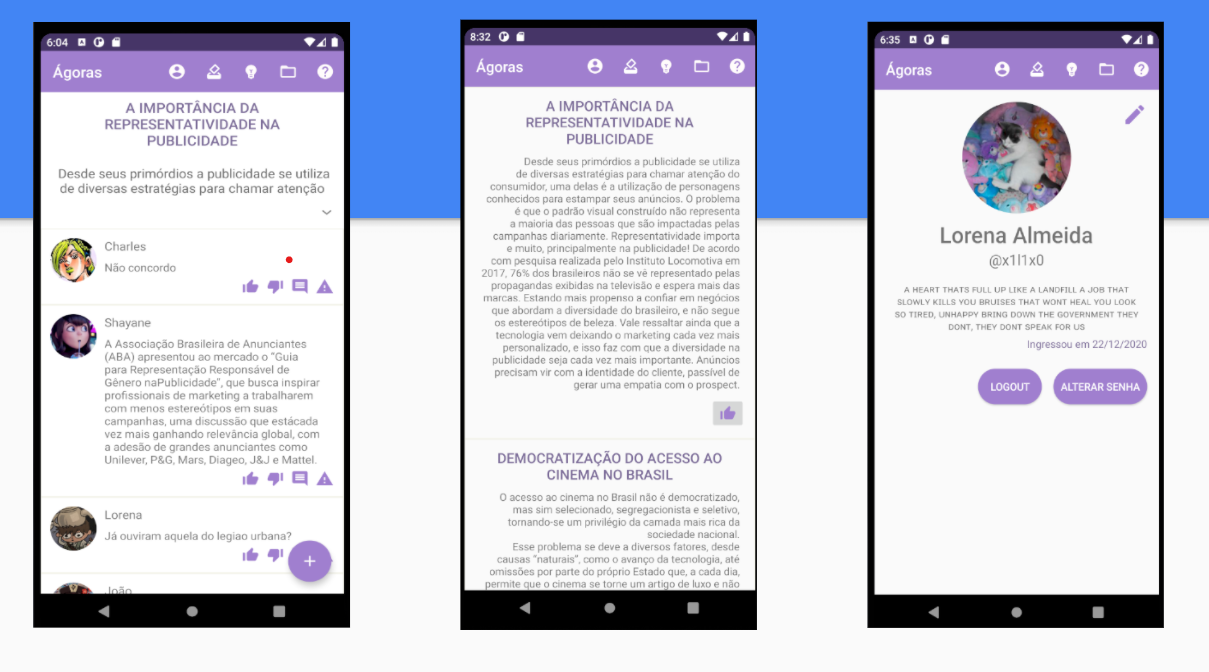 6:04
Ágoras
A IMPORTÂNCIA DA
REPRESENTATIVIDADE NA
PUBLICIDADE
Desde seus primórdios a publicidade se utiliza
de diversas estratégias para chamar atenção
Charles
Não concordo
Shayane
A Associação Brasileira de Anunciantes
(ABA) apresentou ao mercado o “Guia
para Representação Responsável de
Gênero naPublicidade”, que busca inspirar
profissionais de marketing a trabalharem
com menos estereótipos em suas
campanhas, uma discussão que estácada
vez mais ganhando relevância global, com
a adesão de grandes anunciantes como
Unilever, P&G, Mars, Diageo, J&J e Mattel.
Lorena
Já ouviram aquela do legiao urbana?
João
8:32
Ágoras
A IMPORTÂNCIA DA
REPRESENTATIVIDADE NA
PUBLICIDADE
Desde seus primórdios a publicidade se utiliza
de diversas estratégias para chamar atenção do
consumidor, uma delas é a utilização de personagens
conhecidos para estampar seus anúncios. O problema
é que o padrão visual construído não representa
a maioria das pessoas que são impactadas pelas
campanhas diariamente. Representatividade importa
e muito, principalmente na publicidade! De acordo
com pesquisa realizada pelo Instituto Locomotiva em
2017, 76% dos brasileiros não se vê representado pelas
propagandas exibidas na televisão e espera mais das
marcas. Estando mais propenso a confiar em negócios
que abordam a diversidade do brasileiro, e não segue
os estereótipos de beleza. Vale ressaltar ainda que a
tecnologia vem deixando o marketing cada vez mais
personalizado, e isso faz com que a diversidade na
publicidade seja cada vez mais importante. Anúncios
precisam vir com a identidade do cliente, passível de
gerar uma empatia com o prospect.
DEMOCRATIZAÇÃO DO ACESSO AO
CINEMA NO BRASIL
O acesso ao cinema no Brasil não é democratizado,
mas sim selecionado, segregacionista e seletivo,
tornando-se um privilégio da camada mais rica da
sociedade nacional.
Esse problema se deve a diversos fatores, desde
causas “naturais”, como o avanço da tecnologia, até
omissões por parte do próprio Estado que, a cada dia,
permite que o cinema se torne um artigo de luxo e não
6:35
Ágoras
Lorena Almeida
@x1l1x0
A HEART THATS FULL UP LIKE A LANDFILL A JOB THAT
SLOWLY KILLS YOU BRUISES THAT WONT HEAL YOU LOOK
SO TIRED, UNHAPPY BRING DOWN THE GOVERNMENT THEY
DONT, THEY DONT SPEAK FOR US
Ingressou em 22/12/2020
LOGOUT
ALTERAR SENHA